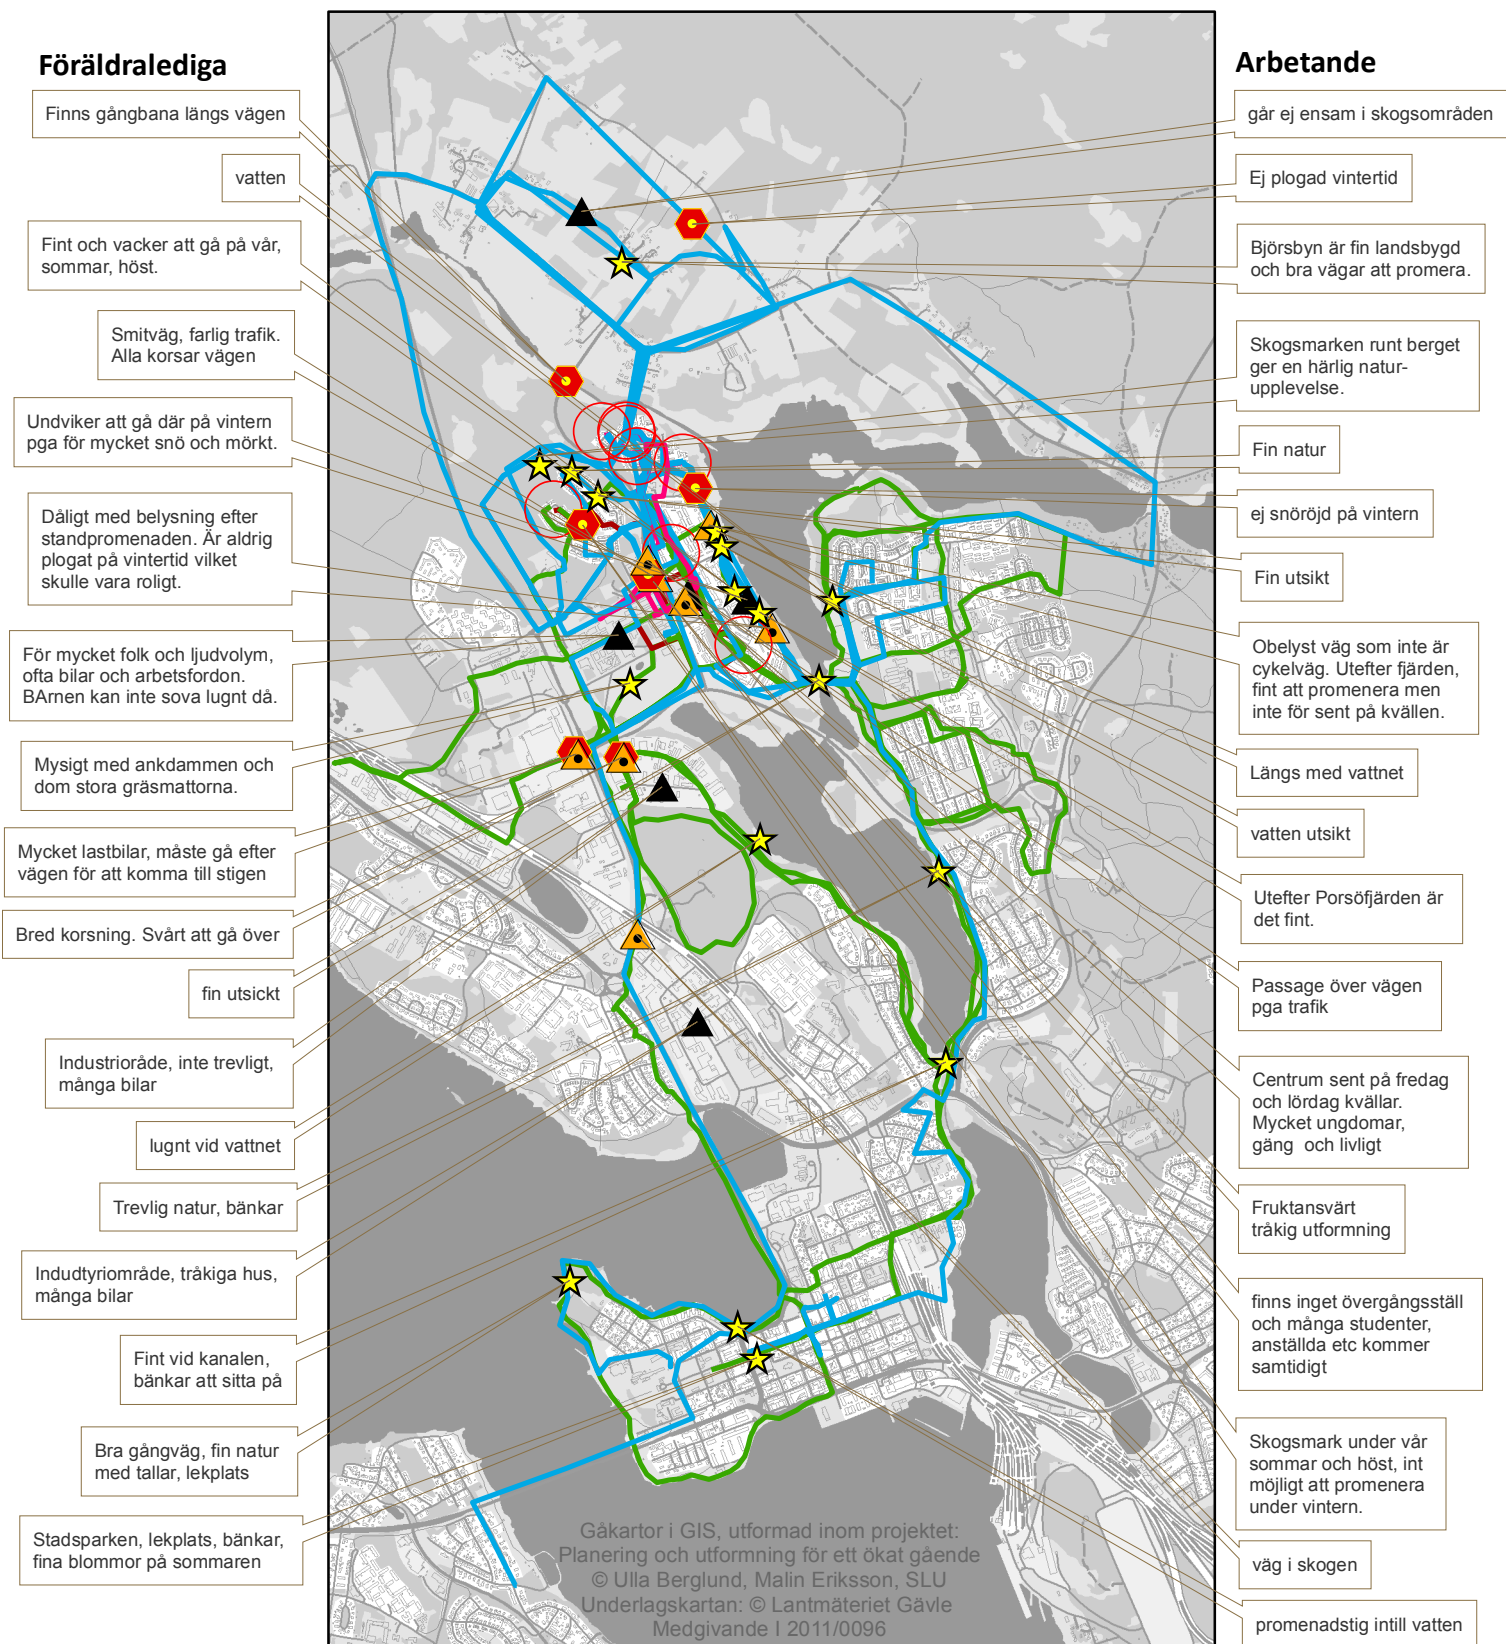 Föräldralediga
Finns gångbana längs vägen
vatten
Fint och vacker att gå på vår,
sommar, höst.
Smitväg, farlig trafik.
Alla korsar vägen
Undviker att gå där på vintern
pga för mycket snö och mörkt.
Dåligt med belysning efter
standpromenaden. Är aldrig
plogat på vintertid vilket
skulle vara roligt.
För mycket folk och ljudvolym,
ofta bilar och arbetsfordon.
BArnen kan inte sova lugnt då.
Mysigt med ankdammen och
dom stora gräsmattorna.
Mycket lastbilar, måste gå efter
vägen för att komma till stigen
Bred korsning. Svårt att gå över
fin utsickt
Industrioråde, inte trevligt,
många bilar
lugnt vid vattnet
Trevlig natur, bänkar
Indudtyriområde, tråkiga hus,
många bilar
Fint vid kanalen,
bänkar att sitta på
Bra gångväg, fin natur
med tallar, lekplats
Stadsparken, lekplats, bänkar,
fina blommor på sommaren
Arbetande
går ej ensam i skogsområden
Ej plogad vintertid
Björsbyn är fin landsbygd
och bra vägar att promera.
Skogsmarken runt berget
ger en härlig natur-
upplevelse.
Fin natur
ej snöröjd på vintern
Fin utsikt
Obelyst väg som inte är
cykelväg. Utefter fjärden,
fint att promenera men
inte för sent på kvällen.
Längs med vattnet
vatten utsikt
Utefter Porsöfjärden är
det fint.
Passage över vägen
pga trafik
Centrum sent på fredag
och lördag kvällar.
Mycket ungdomar,
gäng och livligt
Fruktansvärt
tråkig utformning
finns inget övergångsställ
och många studenter,
anställda etc kommer
samtidigt
Skogsmark under vår
sommar och höst, int
möjligt att promenera
under vintern.
väg i skogen
promenadstig intill vatten
Gåkartor i GIS, utformad inom projektet:
Planering och utformning för ett ökat gående
© Ulla Berglund, Malin Eriksson, SLU
Underlagskartan: © Lantmäteriet Gävle
Medgivande I 2011/0096